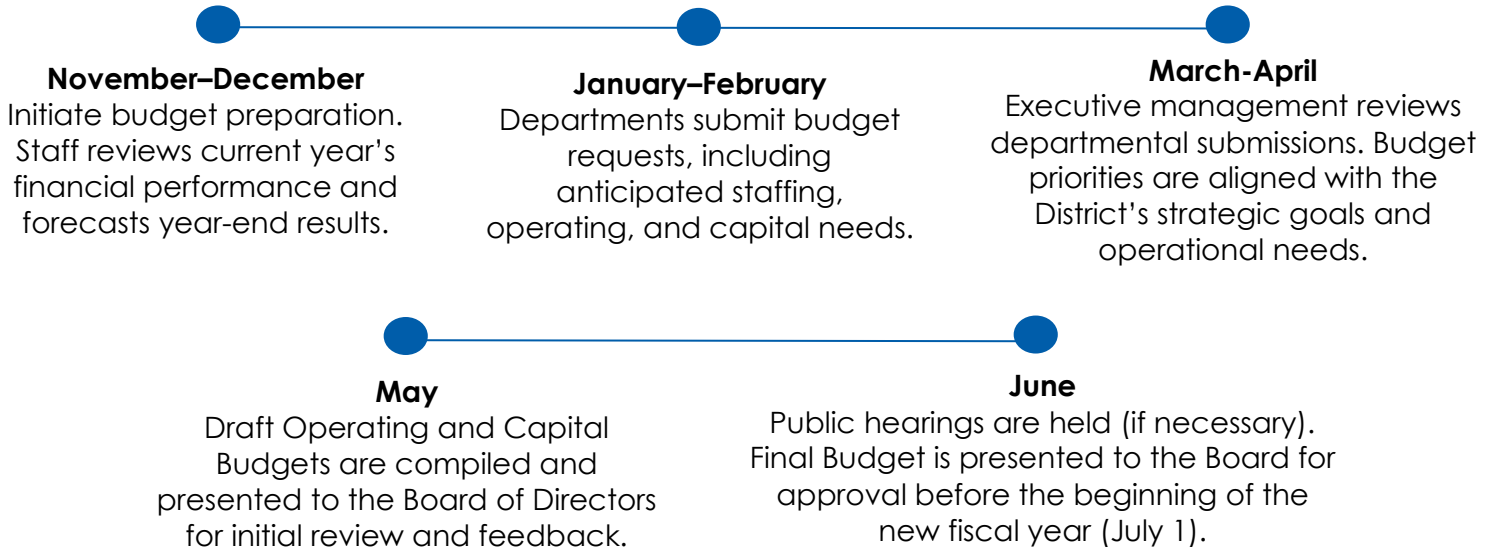 November–December
Initiate budget preparation.
Staff reviews current year’s
financial performance and
forecasts year-end results.
January–February
Departments submit budget
requests, including
anticipated staffing,
operating, and capital needs.
March-April
Executive management reviews
departmental submissions. Budget
priorities are aligned with the
District’s strategic goals and
operational needs.
May
Draft Operating and Capital
Budgets are compiled and
presented to the Board of Directors
for initial review and feedback.
June
Public hearings are held (if necessary).
Final Budget is presented to the Board for
approval before the beginning of the
new fiscal year (July 1).